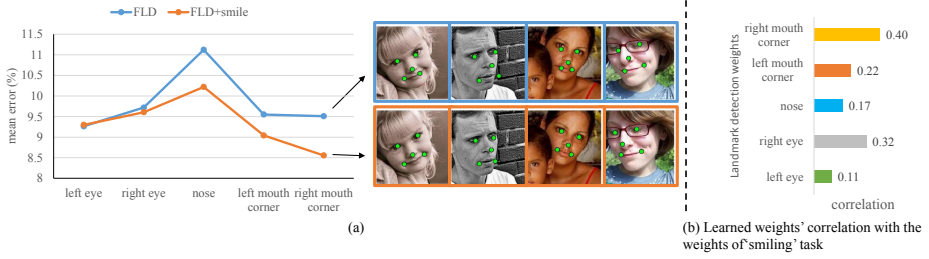 FLD FLD+smile
11.5
11
10.5
10
9.5
9
8.5
8
mean error (%)
left eye right eye nose left mouth corner right mouth corner
(a)
Landmark detection weights
right mouth corner 0.40
left mouth corner 0.22
nose 0.17
right eye 0.32
left eye 0.11
correlation
(b) Learned weights' correlation with the
weights of 'smiling' task